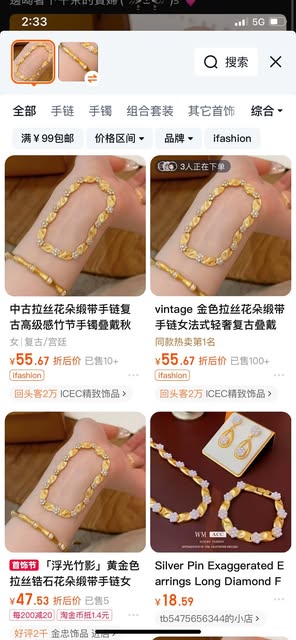 2:33
5G
53
搜索
全部
手链
手镯
组合套装
其它首饰
综合
满￥99包邮
价格区间
品牌
ifashion
3人正在下单
中古拉丝花朵缎带手链复
古高级感竹节手镯叠戴秋
女|复古/宫廷
¥55.67 折后价 已售10+
ifashion
回头客2万 ICEC精致饰品 >
vintage 金色拉丝花朵缎带
手链女法式轻奢复古叠戴
同款热卖第1名
¥55.67 折后价 已售100+
ifashion
回头客2万 ICEC精致饰品 >
首饰节 「浮光竹影」黄金色
拉丝锆石花朵缎带手链女
¥47.53 折后价 已售5
每200减20 淘金币抵1.4元
好评2千 金忠饰品
WM ACC
Silver Pin Exaggerated E
arrings Long Diamond F
¥18.59
tb5475656344的小店 >